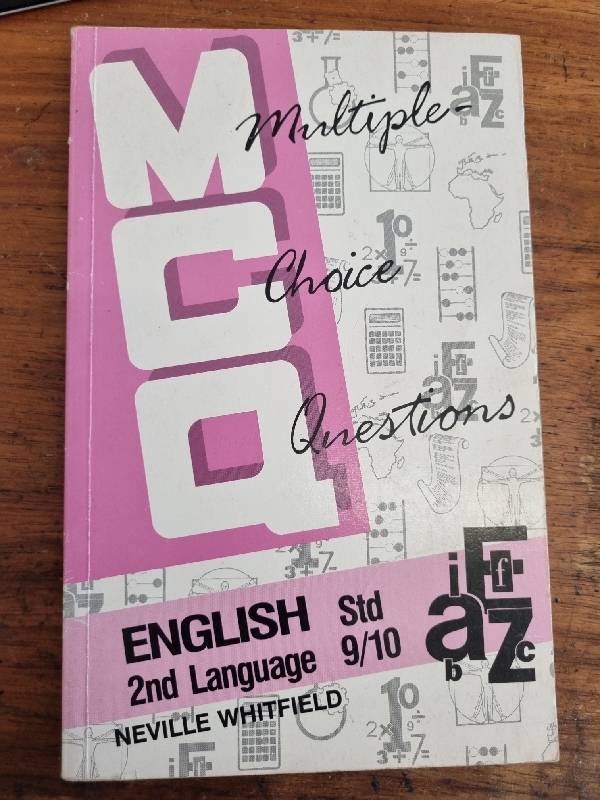 MCQ
Multiple-
Choice
Questions
ENGLISH Std
2nd Language 9/10
NEVILLE WHITFIELD
i E f
a z
b c